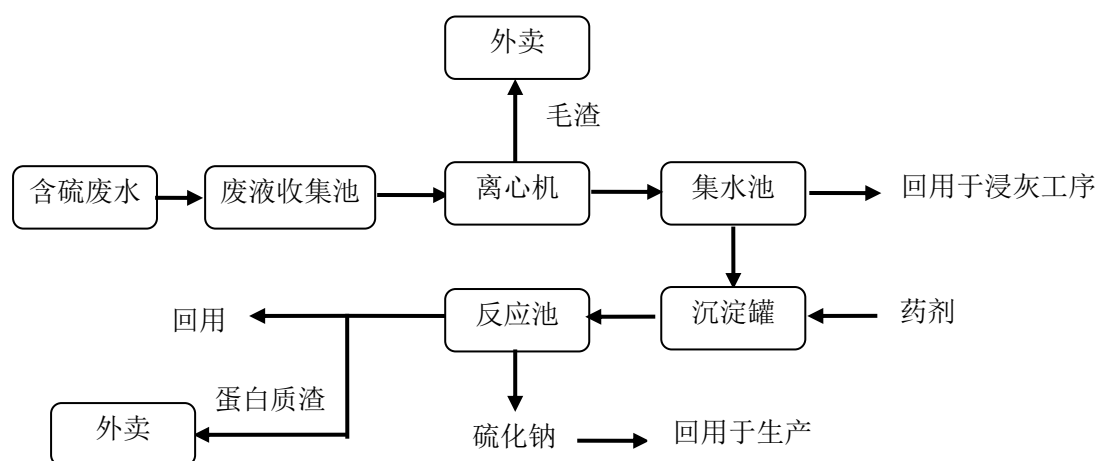 外卖
毛渣
含硫废水
废液收集池
离心机
集水池
回用于浸灰工序
回用
反应池
沉淀罐
药剂
蛋白质渣
外卖
硫化钠
回用于生产